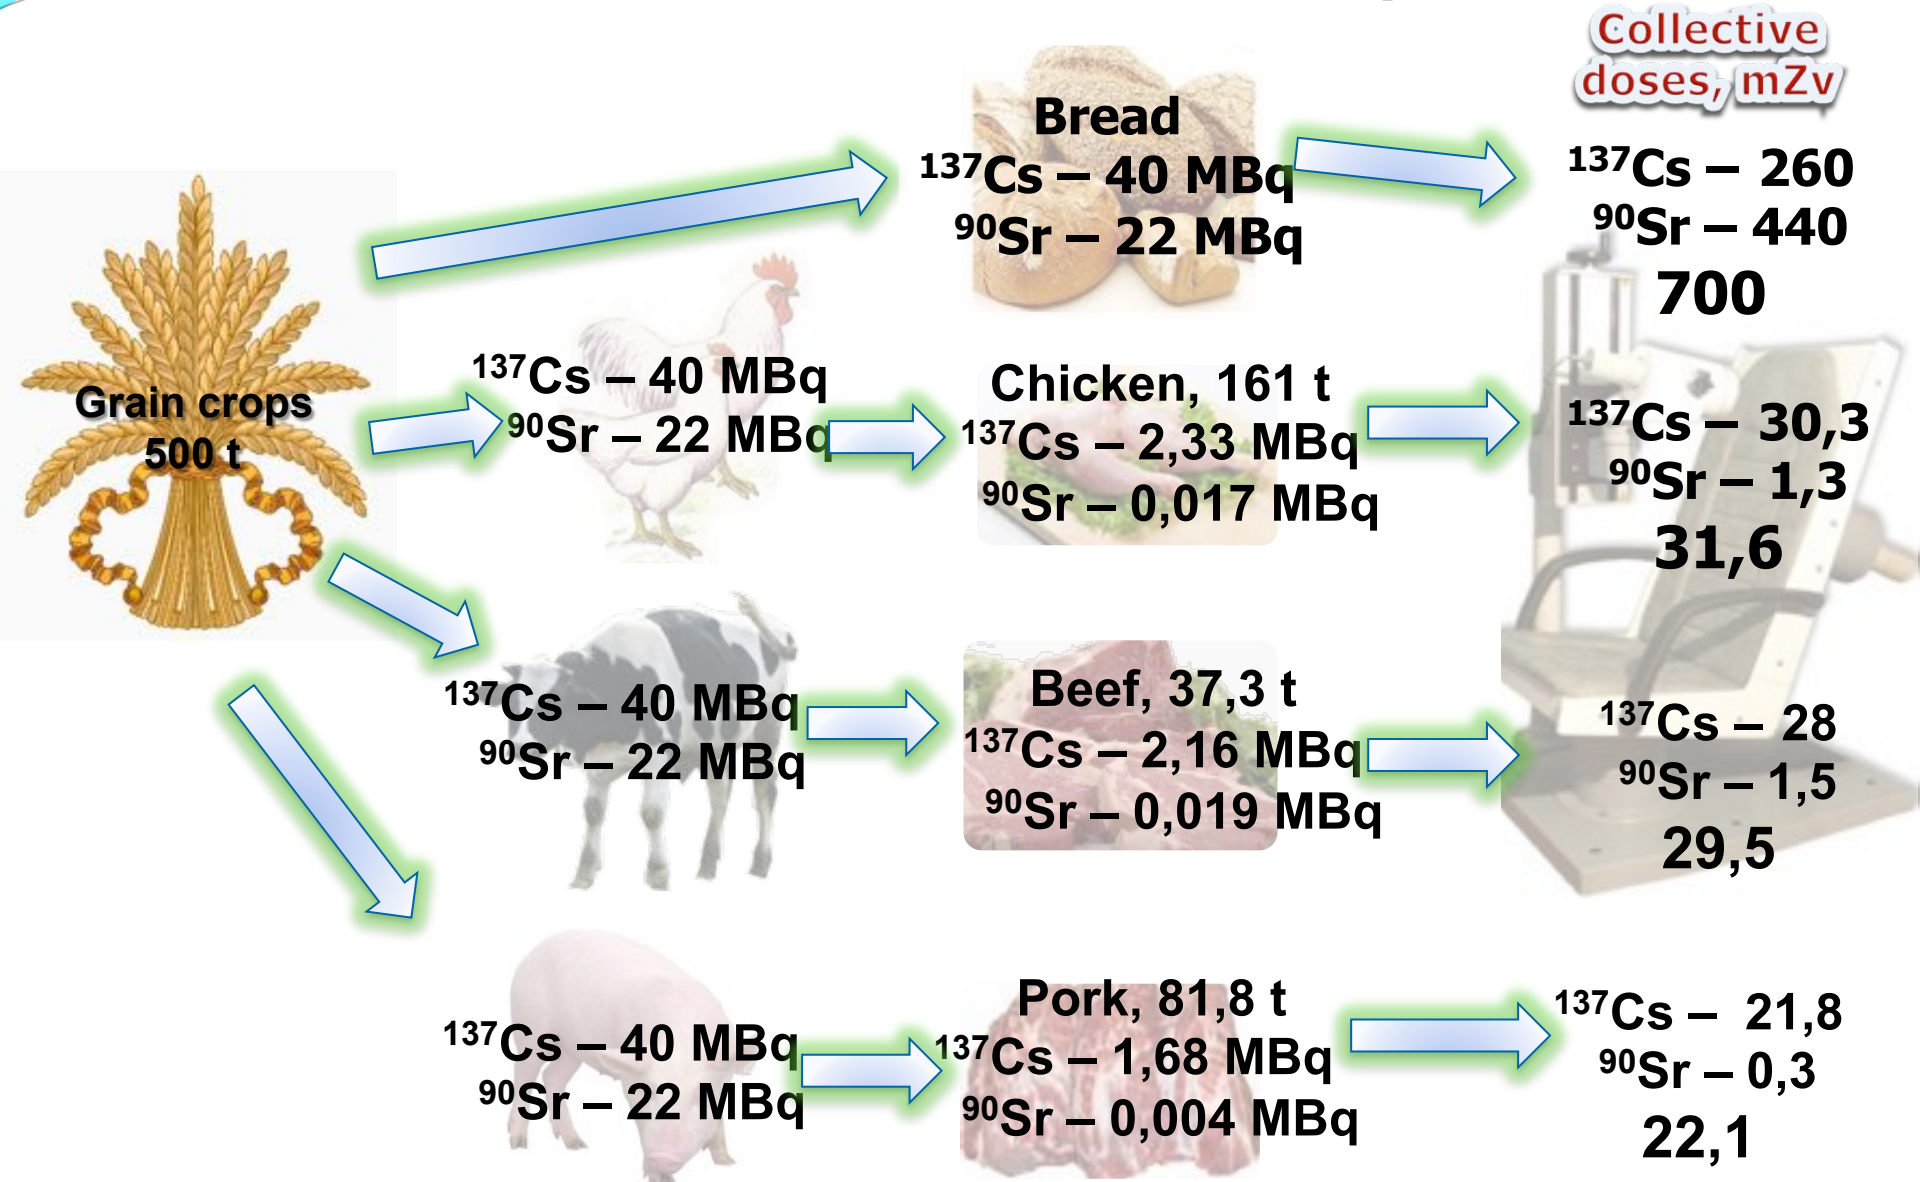 Collective
doses, mZv
Grain crops
500 t
Bread
¹³⁷Cs – 40 MBq
⁹⁰Sr – 22 MBq
¹³⁷Cs – 260
⁹⁰Sr – 440
700
¹³⁷Cs – 40 MBq
⁹⁰Sr – 22 MBq
Chicken, 161 t
¹³⁷Cs – 2,33 MBq
⁹⁰Sr – 0,017 MBq
¹³⁷Cs – 30,3
⁹⁰Sr – 1,3
31,6
¹³⁷Cs – 40 MBq
⁹⁰Sr – 22 MBq
Beef, 37,3 t
¹³⁷Cs – 2,16 MBq
⁹⁰Sr – 0,019 MBq
¹³⁷Cs – 28
⁹⁰Sr – 1,5
29,5
¹³⁷Cs – 40 MBq
⁹⁰Sr – 22 MBq
Pork, 81,8 t
¹³⁷Cs – 1,68 MBq
⁹⁰Sr – 0,004 MBq
¹³⁷Cs – 21,8
⁹⁰Sr – 0,3
22,1